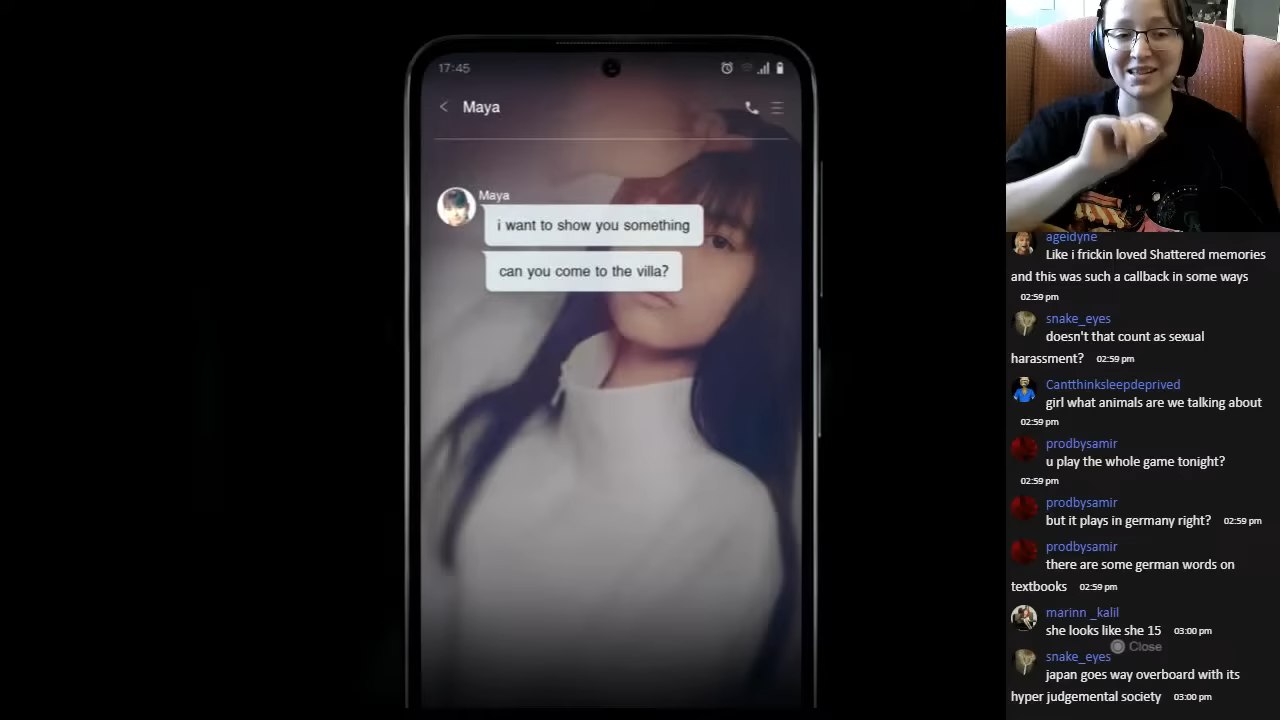 17:45
Maya
Maya
i want to show you something
can you come to the villa?
ageidyne
Like i frickin loved Shattered memories
and this was such a callback in some ways
02:59 pm
snake_eyes
doesn't that count as sexual
harassment? 02:59 pm
Cantthinksleepdeprived
girl what animals are we talking about
02:59 pm
prodbysamir
u play the whole game tonight?
02:59 pm
prodbysamir
but it plays in germany right? 02:59 pm
prodbysamir
there are some german words on
textbooks 02:59 pm
marinn _kalil
she looks like she 15 03:00 pm
Close
snake_eyes
japan goes way overboard with its
hyper judgemental society 03:00 pm